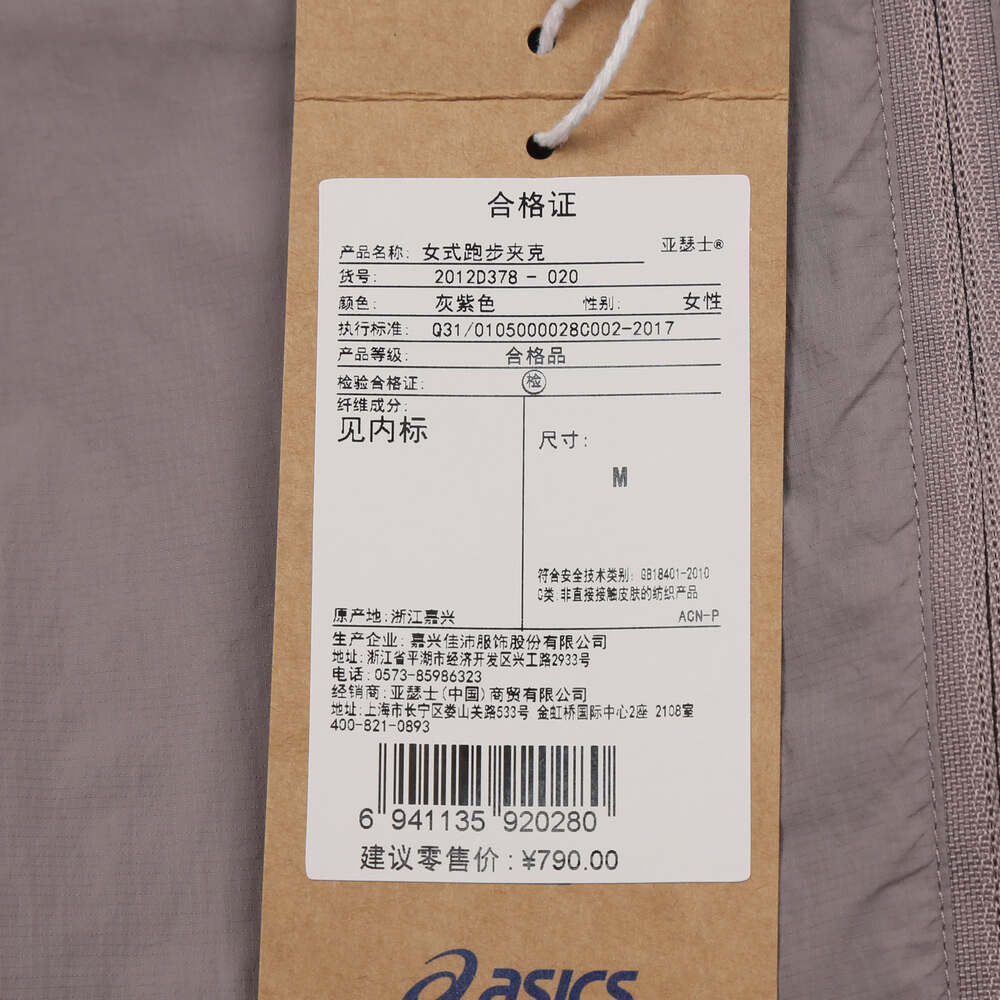 合格证
产品名称: 女式跑步夹克 亚瑟士®
货号: 2012D378 - 020
颜色: 灰紫色 性别: 女性
执行标准: Q31/0105000028C002-2017
产品等级: 合格品
检验合格证: 检
纤维成分:
见内标
尺寸:
M
符合安全技术类别: GB18401-2010
C类:非直接接触皮肤的纺织产品
原产地:浙江嘉兴 ACN-P
生产企业:嘉兴佳沛服饰股份有限公司
地址:浙江省平湖市经济开发区兴工路2933号
电话:0573-85986323
经销商:亚瑟士(中国)商贸有限公司
地址:上海市长宁区娄山关路533号 金虹桥国际中心2座 2108室
400-821-0893
6 941135 920280
建议零售价:¥790.00
asics